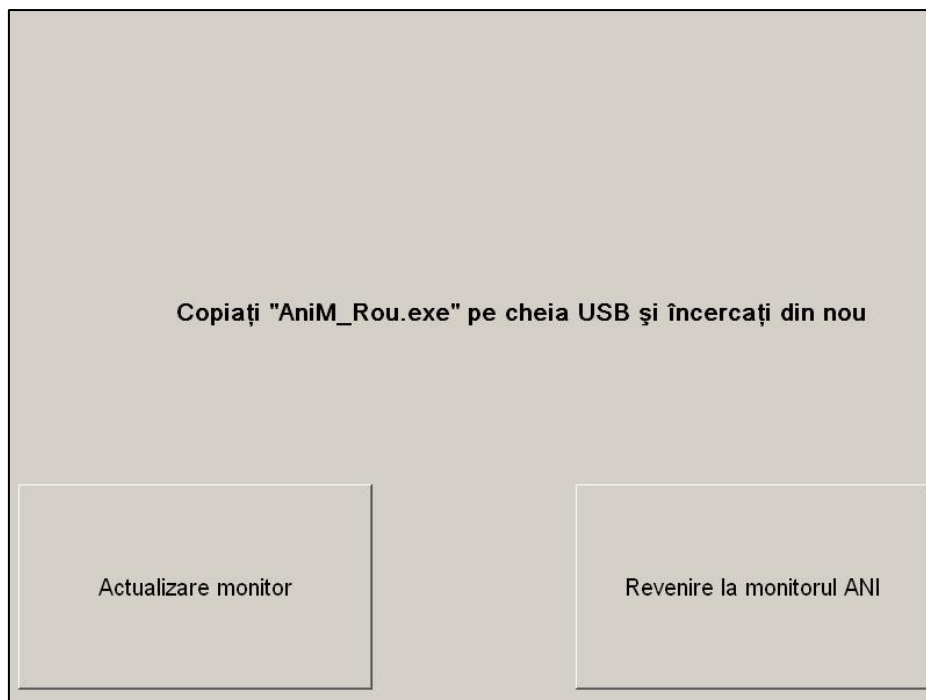 Copiați "AniM_Rou.exe" pe cheia USB şi încercați din nou
Actualizare monitor
Revenire la monitorul ANI